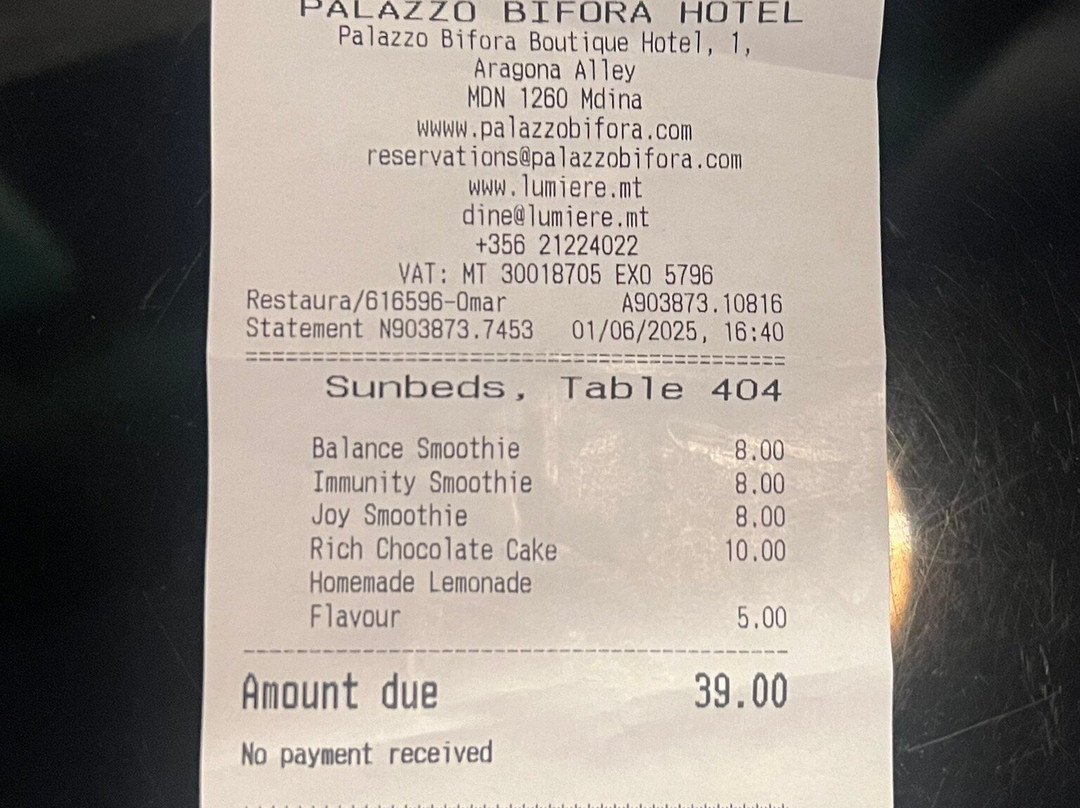 PALAZZO BIFORA HOTEL
Palazzo Bifora Boutique Hotel, 1,
Aragona Alley
MDN 1260 Mdina
wwww.palazzobifora.com
reservations@palazzobifora.com
www.lumiere.mt
dine@lumiere.mt
+356 21224022
VAT: MT 30018705 EXO 5796
Restaura/616596-Omar A903873.10816
Statement N903873.7453 01/06/2025, 16:40
Sunbeds, Table 404
Balance Smoothie 8.00
Immunity Smoothie 8.00
Joy Smoothie 8.00
Rich Chocolate Cake 10.00
Homemade Lemonade
Flavour 5.00
Amount due 39.00
No payment received